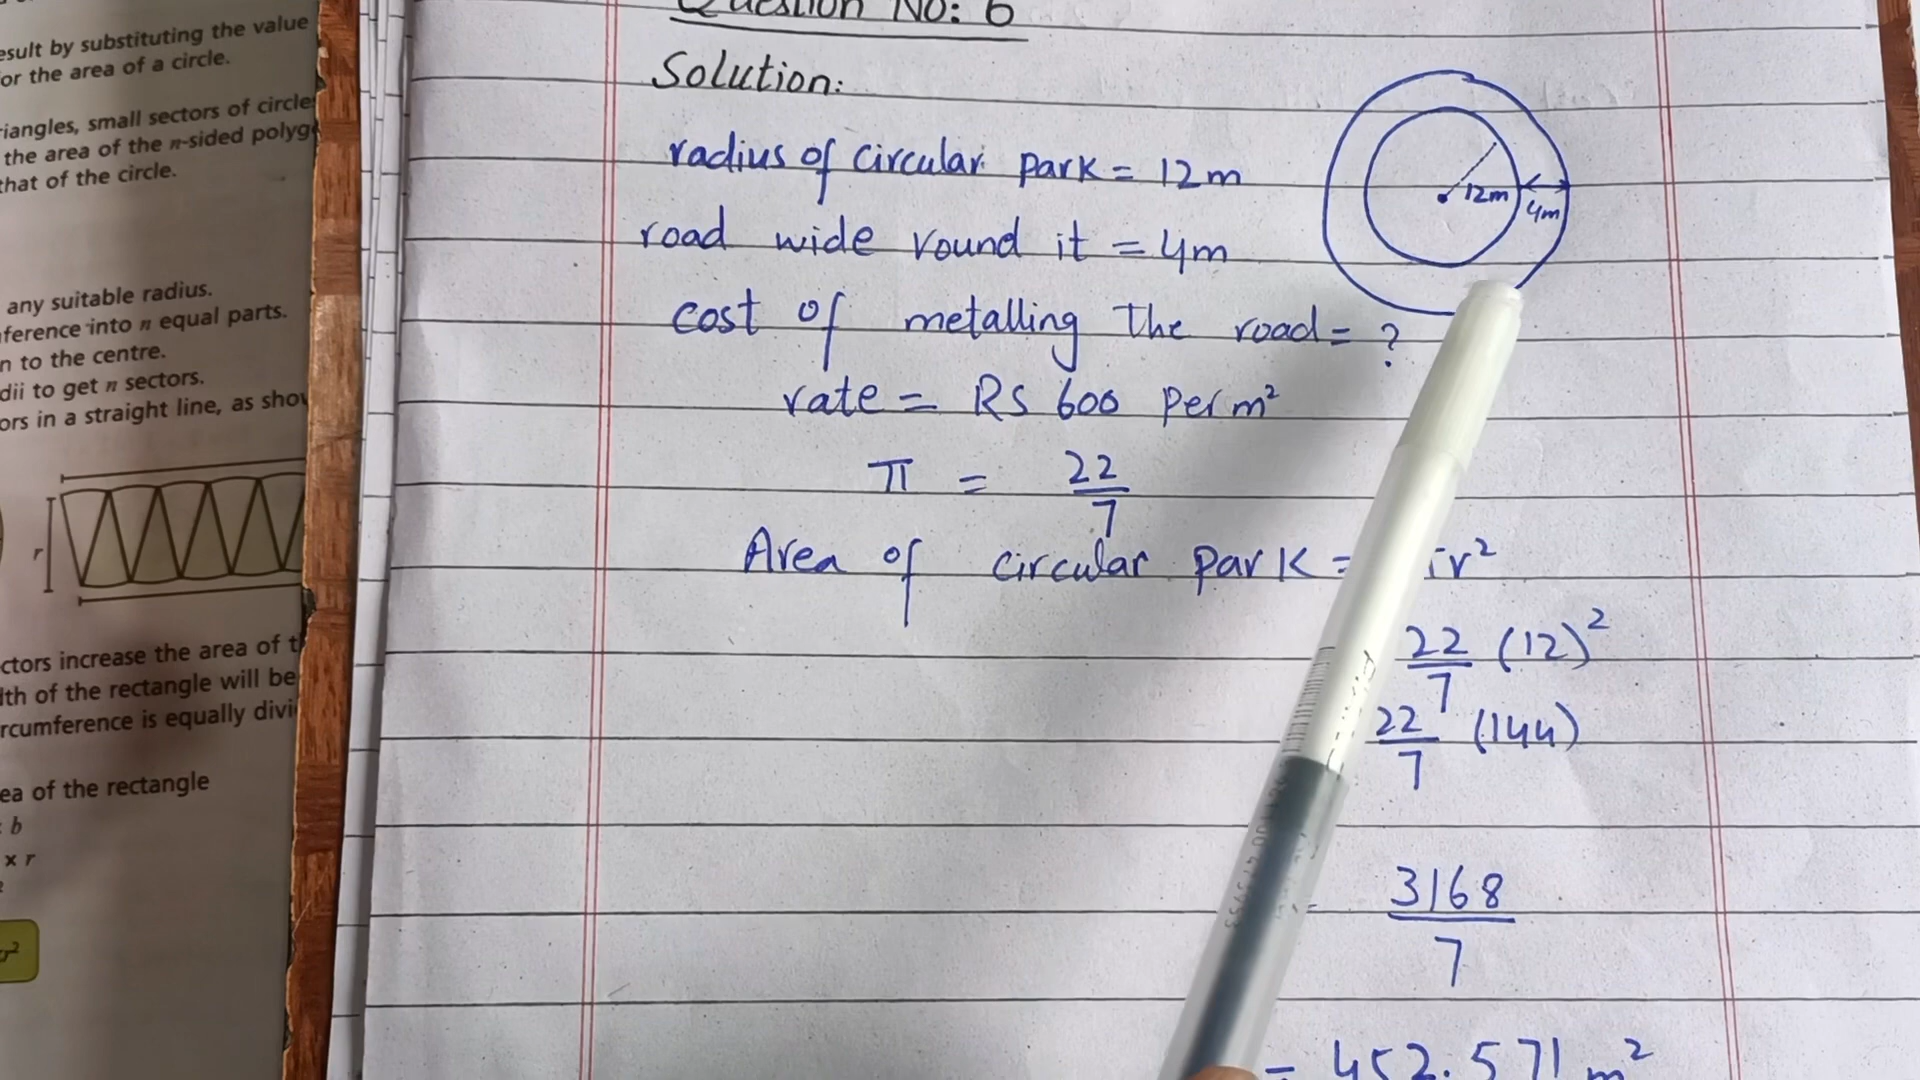 esult by substituting the value
or the area of a circle.
iangles, small sectors of circle
the area of the n-sided polyg
hat of the circle.
any suitable radius.
ference into n equal parts.
n to the centre.
dii to get n sectors.
ors in a straight line, as show
r
ctors increase the area of t
dth of the rectangle will be
rcumference is equally divi
ea of the rectangle
b
x r
r²
Question No: 6
Solution:
radius of circular park = 12m
road wide round it = 4m
cost of metalling the road = ?
rate = RS 600 Per m²
π = 22/7
Area of circular park = πr²
22/7 (12)²
22/7 (144)
3168/7
= 452.571 m²
12m
4m